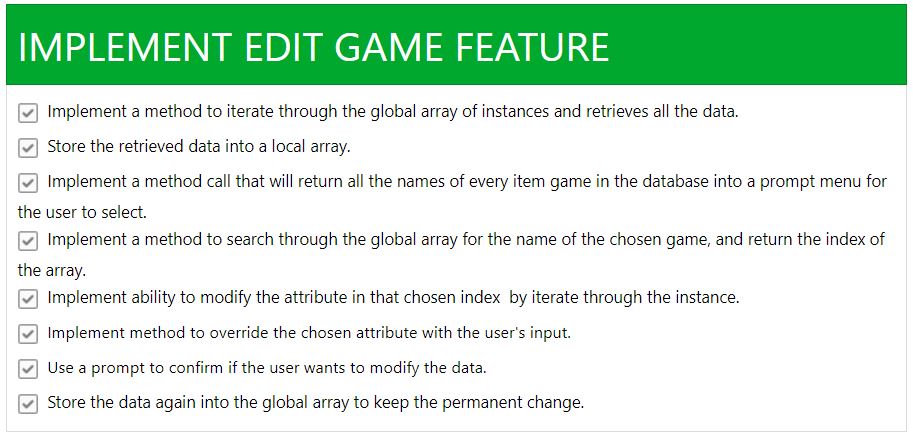 IMPLEMENT EDIT GAME FEATURE
Implement a method to iterate through the global array of instances and retrieves all the data.
Store the retrieved data into a local array.
Implement a method call that will return all the names of every item game in the database into a prompt menu for
the user to select.
Implement a method to search through the global array for the name of the chosen game, and return the index of
the array.
Implement ability to modify the attribute in that chosen index  by iterate through the instance.
Implement method to override the chosen attribute with the user's input.
Use a prompt to confirm if the user wants to modify the data.
Store the data again into the global array to keep the permanent change.